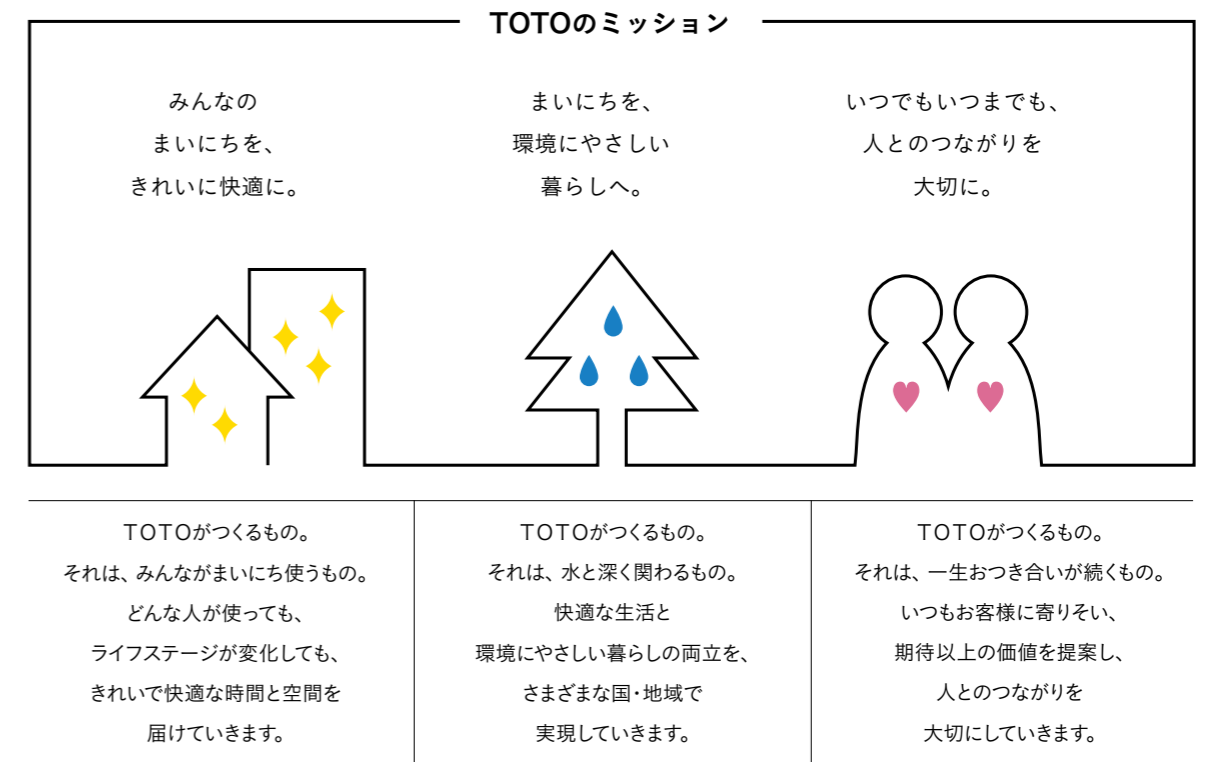 TOTOのミッション
みんなの
まいにちを、
きれいに快適に。
まいにちを、
環境にやさしい
暮らしへ。
いつでもいつまでも、
人とのつながりを
大切に。
TOTOがつくるもの。
それは、みんながまいにち使うもの。
どんな人が使っても、
ライフステージが変化しても、
きれいで快適な時間と空間を
届けていきます。
TOTOがつくるもの。
それは、水と深く関わるもの。
快適な生活と
環境にやさしい暮らしの両立を、
さまざまな国・地域で
実現していきます。
TOTOがつくるもの。
それは、一生おつき合いが続くもの。
いつもお客様に寄りそい、
期待以上の価値を提案し、
人とのつながりを
大切にしていきます。